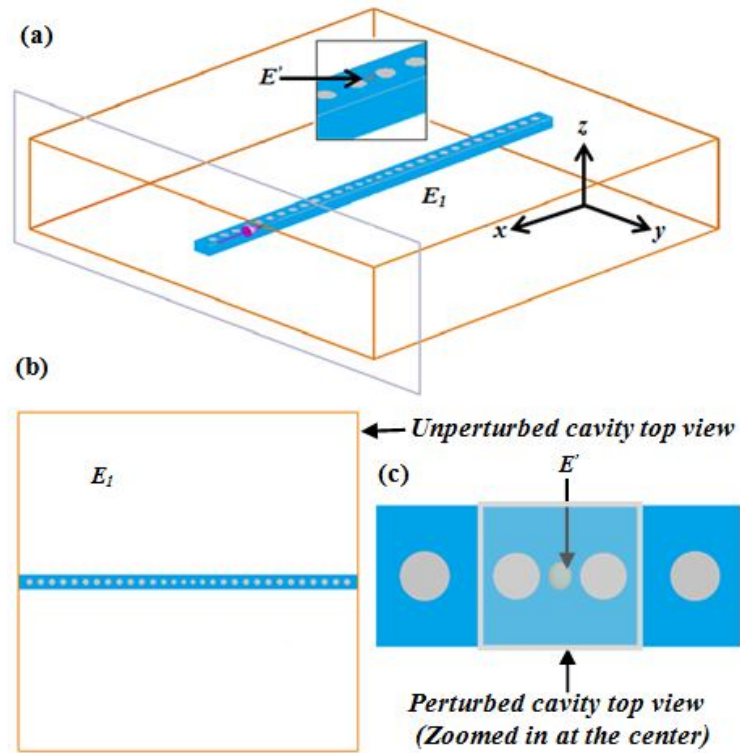 (a)
E'
E1
z
x
y
(b)
Unperturbed cavity top view
E1
(c)
E'
Perturbed cavity top view
(Zoomed in at the center)